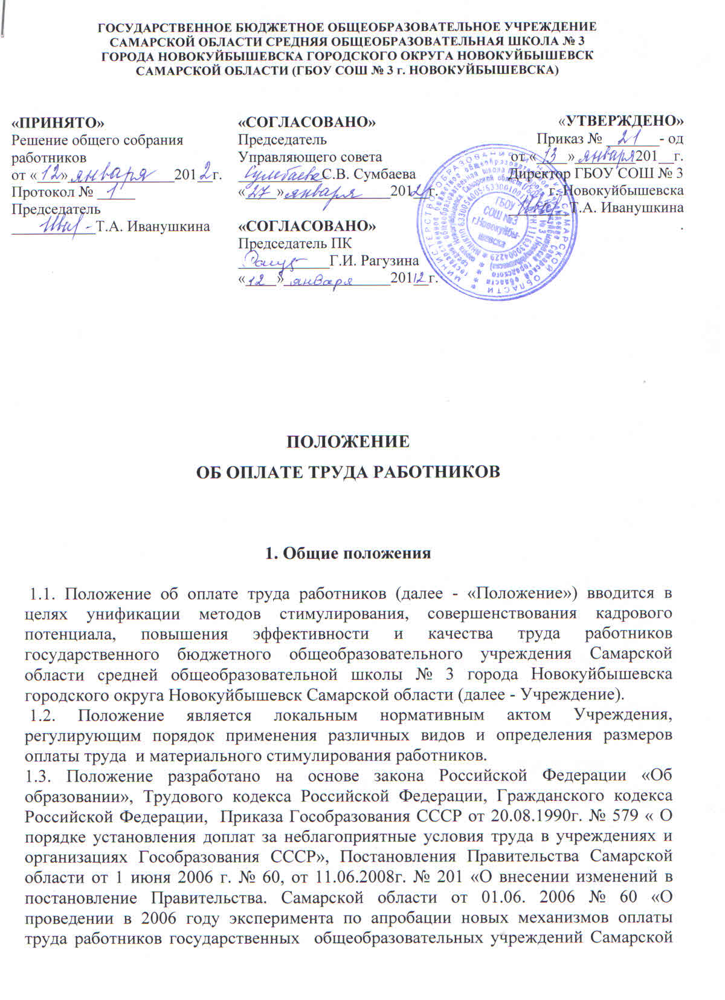 ГОСУДАРСТВЕННОЕ БЮДЖЕТНОЕ ОБЩЕОБРАЗОВАТЕЛЬНОЕ УЧРЕЖДЕНИЕ
САМАРСКОЙ ОБЛАСТИ СРЕДНЯЯ ОБЩЕОБРАЗОВАТЕЛЬНАЯ ШКОЛА № 3
ГОРОДА НОВОКУЙБЫШЕВСКА ГОРОДСКОГО ОКРУГА НОВОКУЙБЫШЕВСК
САМАРСКОЙ ОБЛАСТИ (ГБОУ СОШ № 3 г. НОВОКУЙБЫШЕВСКА)
«ПРИНЯТО»
Решение общего собрания
работников
от «12» января 2012г.
Протокол № 1
Председатель
Т.А. Иванушкина
«СОГЛАСОВАНО»
Председатель
Управляющего совета
Сумбаева С.В. Сумбаева
«27» января 2012г.
«СОГЛАСОВАНО»
Председатель ПК
Г.И. Рагузина
«12» января 2012г.
«УТВЕРЖДЕНО»
Приказ № 21 - од
от «13» января 201__г.
Директор ГБОУ СОШ № 3
г. Новокуйбышевска
Т.А. Иванушкина
ГБОУ
СОШ №3
г.Новокуйбы-
шевска
ПОЛОЖЕНИЕ
ОБ ОПЛАТЕ ТРУДА РАБОТНИКОВ
1. Общие положения
1.1. Положение об оплате труда работников (далее - «Положение») вводится в
целях унификации методов стимулирования, совершенствования кадрового
потенциала, повышения эффективности и качества труда работников
государственного бюджетного общеобразовательного учреждения Самарской
области средней общеобразовательной школы № 3 города Новокуйбышевска
городского округа Новокуйбышевск Самарской области (далее - Учреждение).
1.2. Положение является локальным нормативным актом Учреждения,
регулирующим порядок применения различных видов и определения размеров
оплаты труда и материального стимулирования работников.
1.3. Положение разработано на основе закона Российской Федерации «Об
образовании», Трудового кодекса Российской Федерации, Гражданского кодекса
Российской Федерации, Приказа Гособразования СССР от 20.08.1990г. № 579 « О
порядке установления доплат за неблагоприятные условия труда в учреждениях и
организациях Гособразования СССР», Постановления Правительства Самарской
области от 1 июня 2006 г. № 60, от 11.06.2008г. № 201 «О внесении изменений в
постановление Правительства. Самарской области от 01.06. 2006 № 60 «О
проведении в 2006 году эксперимента по апробации новых механизмов оплаты
труда работников государственных общеобразовательных учреждений Самарской